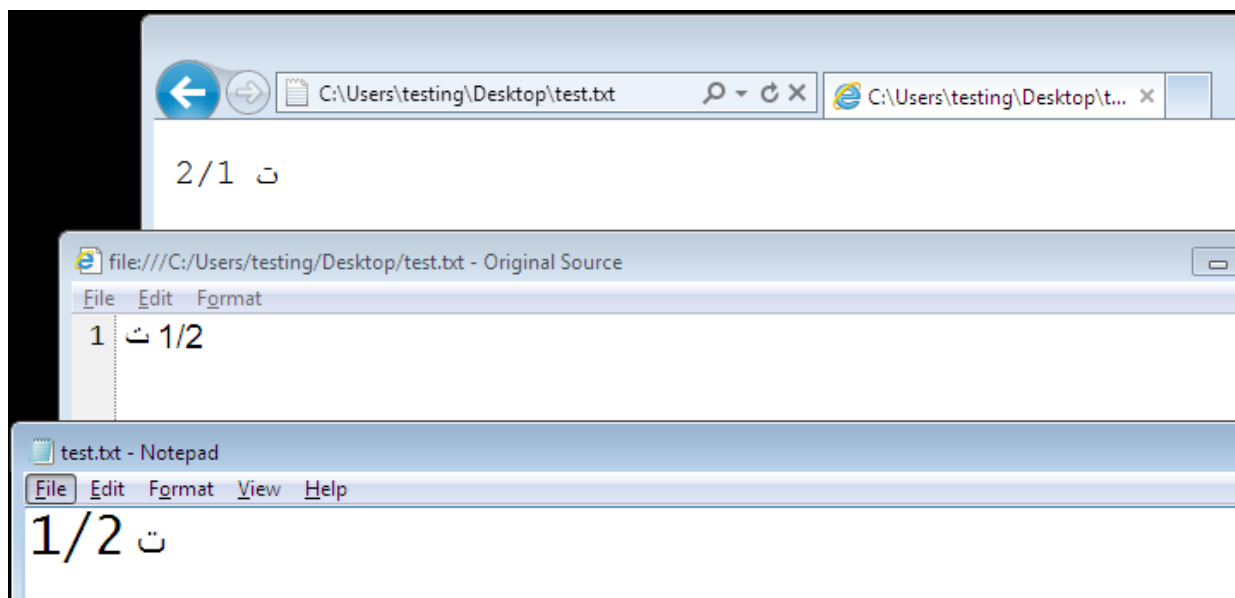 C:\Users\testing\Desktop\test.txt
C:\Users\testing\Desktop\t...
2/1 ت
file:///C:/Users/testing/Desktop/test.txt - Original Source
File Edit Format
1 ت 1/2
test.txt - Notepad
File Edit Format View Help
1/2 ت